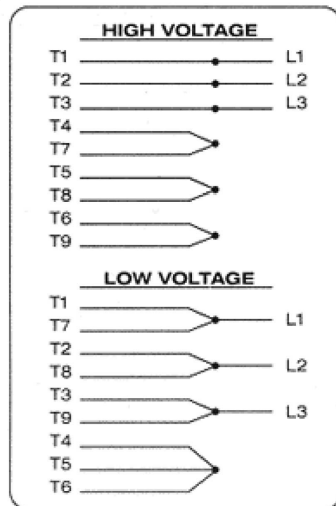 HIGH VOLTAGE
T1 L1
T2 L2
T3 L3
T4
T7
T5
T8
T6
T9
LOW VOLTAGE
T1
T7 L1
T2
T8 L2
T3
T9 L3
T4
T5
T6